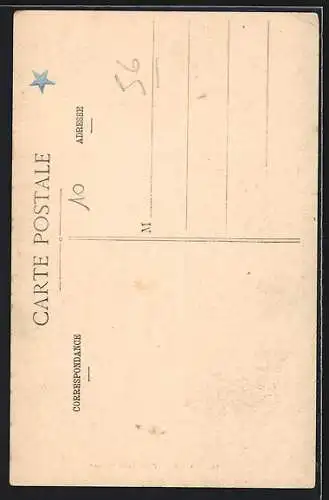 CARTE POSTALE
CORRESPONDANCE
ADRESSE
10
56
M